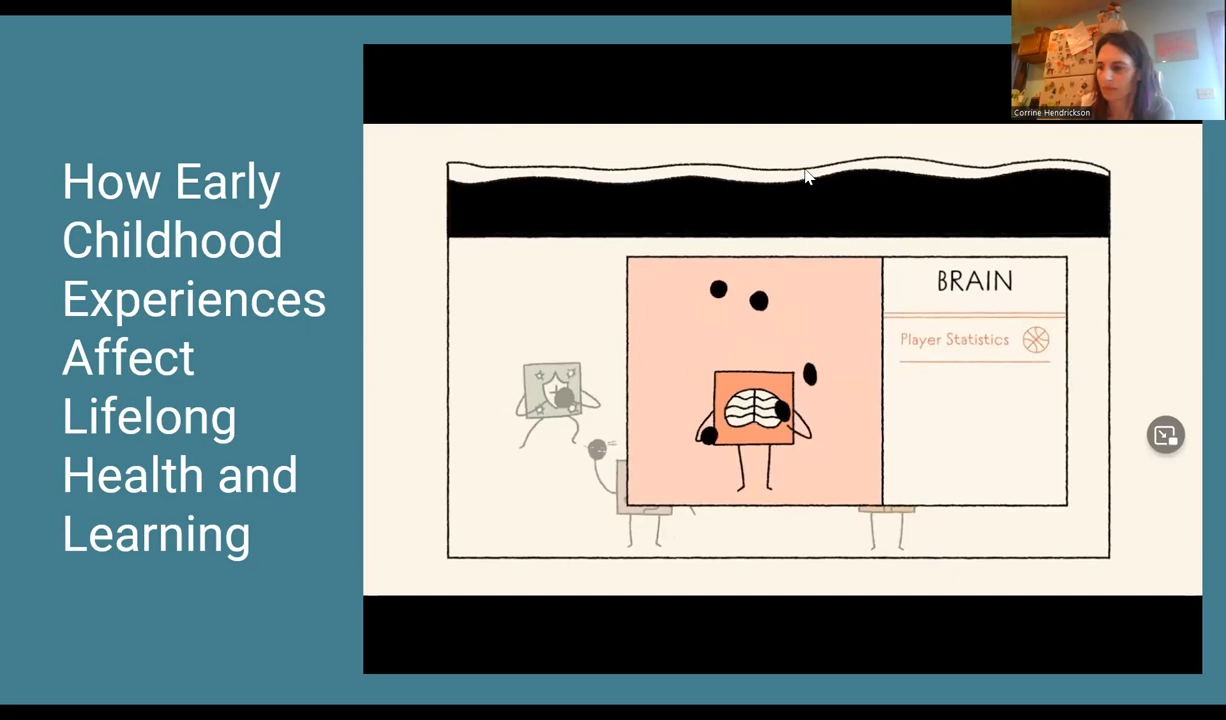 How Early
Childhood
Experiences
Affect
Lifelong
Health and
Learning
BRAIN
Player Statistics
Corrine Hendrickson